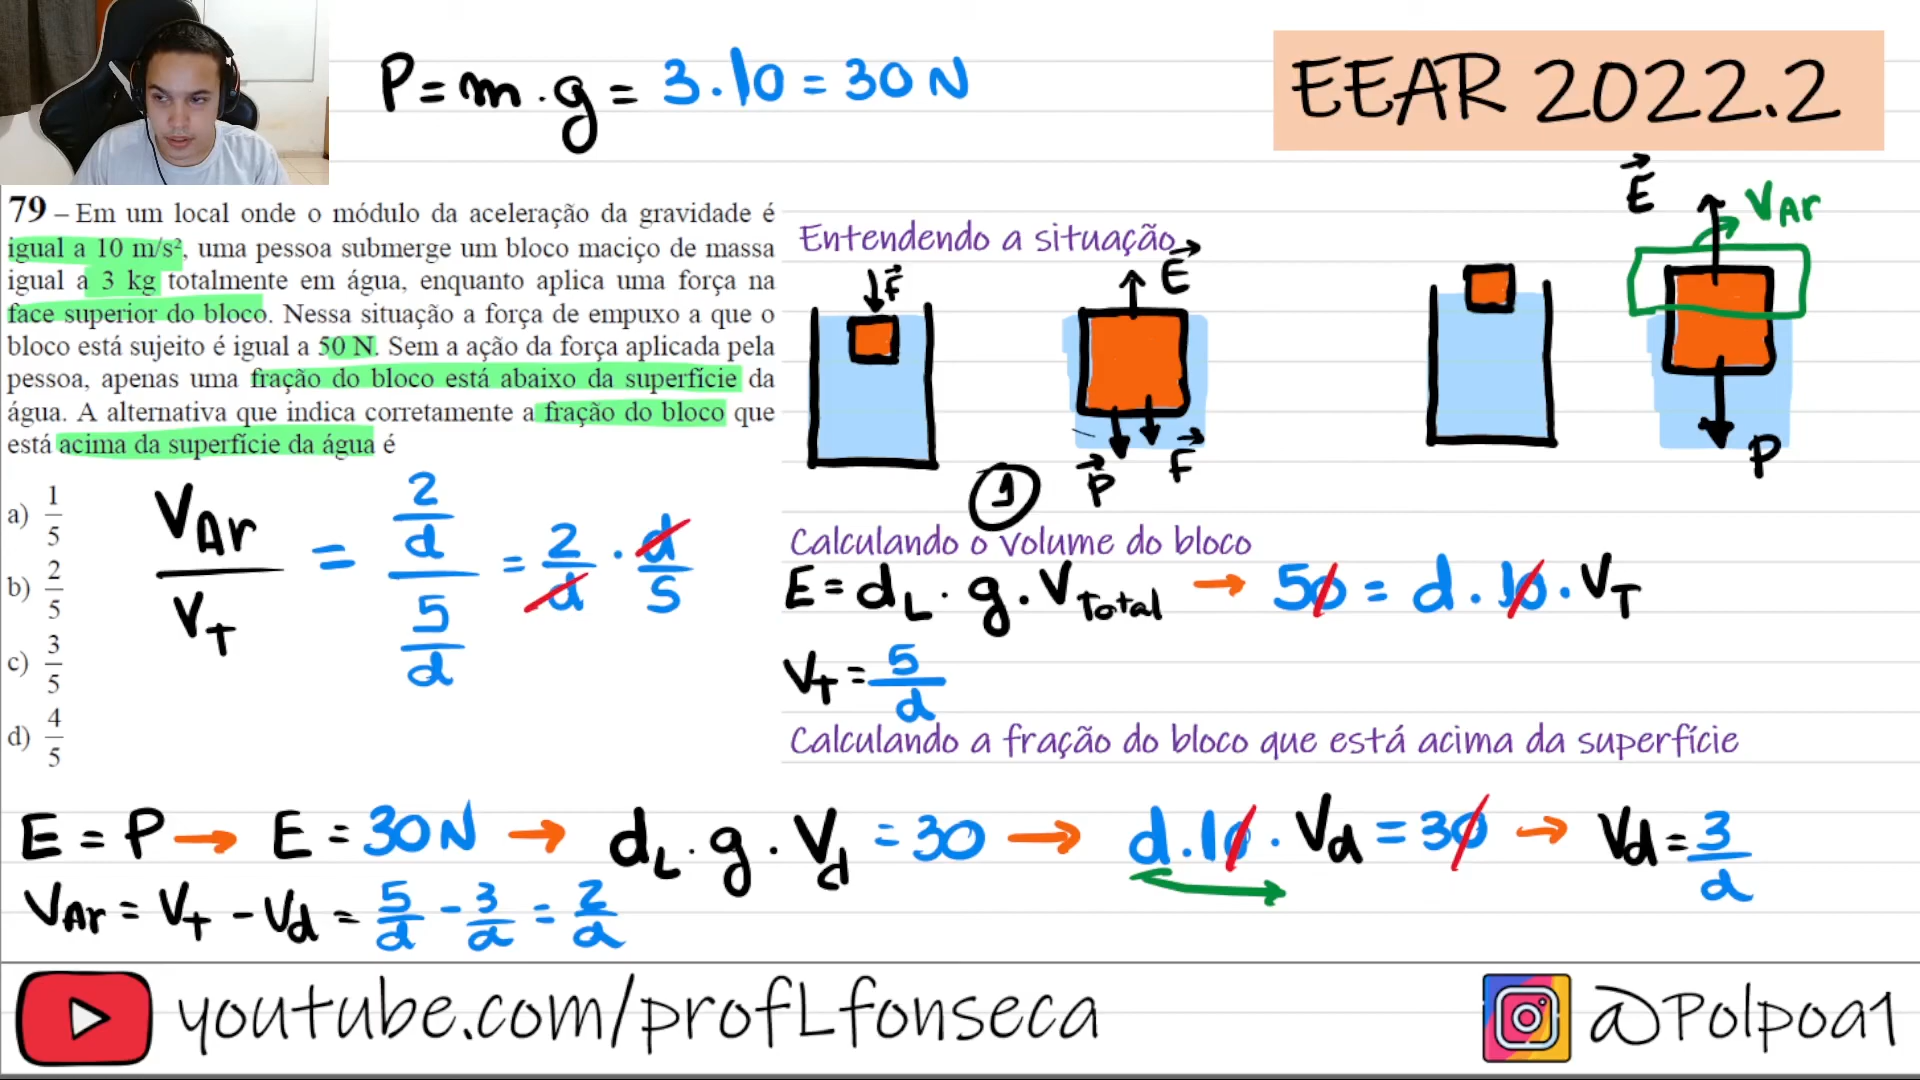 P = m . g = 3 . 10 = 30 N
EEAR 2022.2
79 – Em um local onde o módulo da aceleração da gravidade é
igual a 10 m/s², uma pessoa submerge um bloco maciço de massa
igual a 3 kg totalmente em água, enquanto aplica uma força na
face superior do bloco. Nessa situação a força de empuxo a que o
bloco está sujeito é igual a 50 N. Sem a ação da força aplicada pela
pessoa, apenas uma fração do bloco está abaixo da superfície da
água. A alternativa que indica corretamente a fração do bloco que
está acima da superfície da água é
a) 1/5
b) 2/5
c) 3/5
d) 4/5
VAr/VT = (2/d)/(5/d) = 2/d . d/5
Entendendo a situação
F
E
P
F
1
E
VAr
P
Calculando o volume do bloco
E = dL . g . VTotal → 50 = d . 10 . VT
VT = 5/d
Calculando a fração do bloco que está acima da superfície
E = P → E = 30 N → dL . g . Vd = 30 → d . 10 . Vd = 30 → Vd = 3/d
VAr = VT - Vd = 5/d - 3/d = 2/d
youtube.com/profLfonseca
@Polpoa1